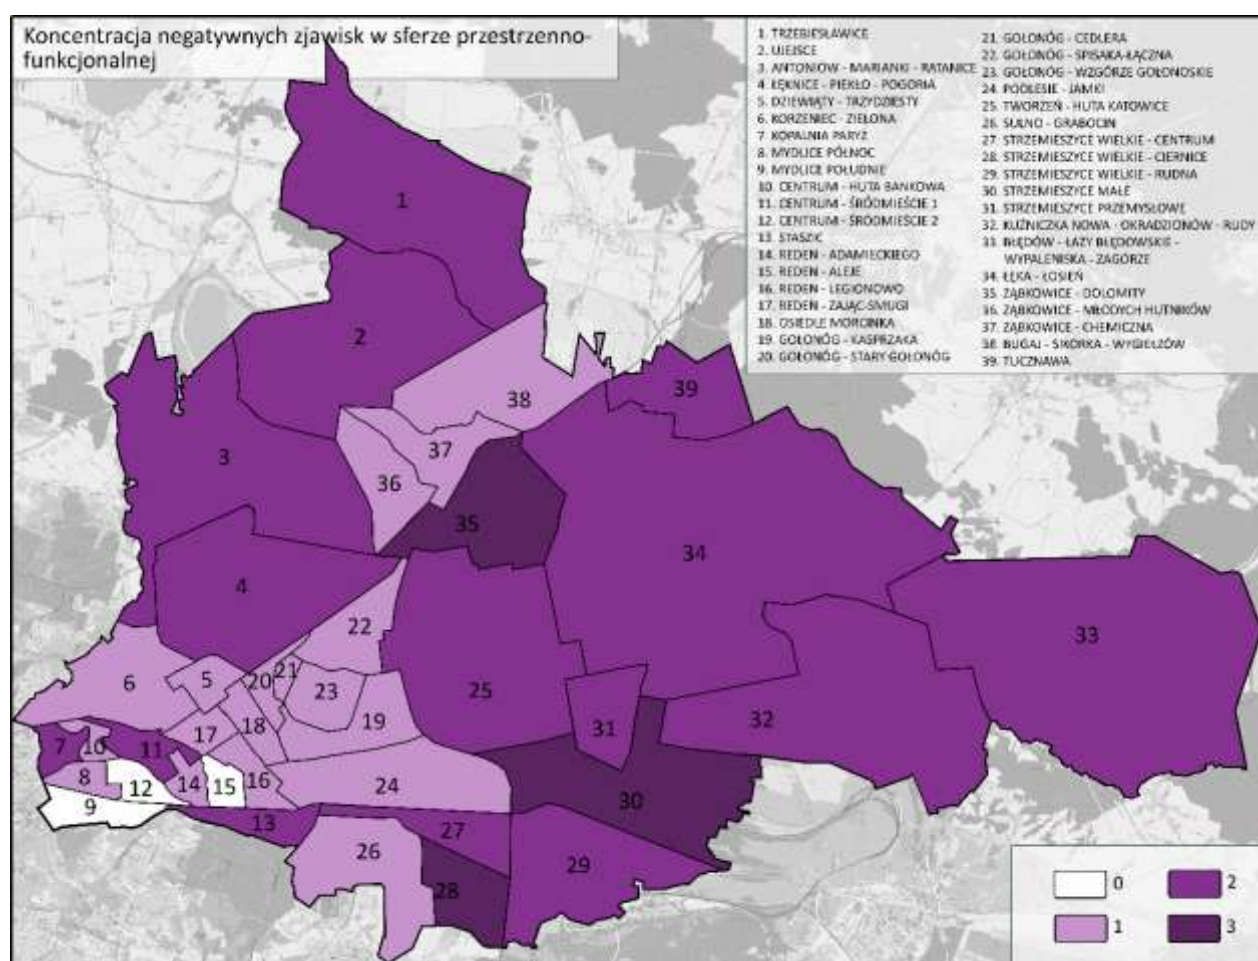 Koncentracja negatywnych zjawisk w sferze przestrzenno-
funkcjonalnej
1. TRZEBIESŁAWICE
2. UJEJSCE
3. ANTONIÓW - MARIANKI - RATANICE
4. ŁĘKNICE - PIEKŁO - POGORIA
5. DZIEWIĄTY - TRZYDZIESTY
6. KORZENIEC - ZIELONA
7. KOPALNIA PARYŻ
8. MYDLICE PÓŁNOC
9. MYDLICE POŁUDNIE
10. CENTRUM - HUTA BANKOWA
11. CENTRUM - ŚRÓDMIEŚCIE 1
12. CENTRUM - ŚRÓDMIEŚCIE 2
13. STASZIC
14. REDEN - ADAMIECKIEGO
15. REDEN - ALEJE
16. REDEN - LEGIONOWO
17. REDEN - ZAJĄC-SMUGI
18. OSIEDLE MORCINKA
19. GOŁONÓG - KASPRZAKA
20. GOŁONÓG - STARY GOŁONÓG
21. GOŁONÓG - CEDLERA
22. GOŁONÓG - SPISAKA-ŁĄCZNA
23. GOŁONÓG - WZGÓRZE GOŁONOSKIE
24. PODLESIE - JAMKI
25. TWORZEŃ - HUTA KATOWICE
26. SULNO - GRABOCIN
27. STRZEMIESZYCE WIELKIE - CENTRUM
28. STRZEMIESZYCE WIELKIE - CIERNICE
29. STRZEMIESZYCE WIELKIE - RUDNA
30. STRZEMIESZYCE MAŁE
31. STRZEMIESZYCE PRZEMYSŁOWE
32. KUŹNICZKA NOWA - OKRADZIONÓW - RUDY
33. BŁĘDÓW - ŁAZY BŁĘDOWSKIE -
WYPALENISKA - ZAGÓRZE
34. ŁĘKA - ŁOSIEŃ
35. ZĄBKOWICE - DOLOMITY
36. ZĄBKOWICE - MŁODYCH HUTNIKÓW
37. ZĄBKOWICE - CHEMICZNA
38. BUGAJ - SIKORKA - WYGIEŁZÓW
39. TUCZNAWA
1
2
39
38
3
37
36
35
34
4
22
33
6
5
20
21
23
25
18
19
31
32
17
7
10
11
8
12
14
15
16
24
9
30
13
27
26
29
28
0
2
1
3